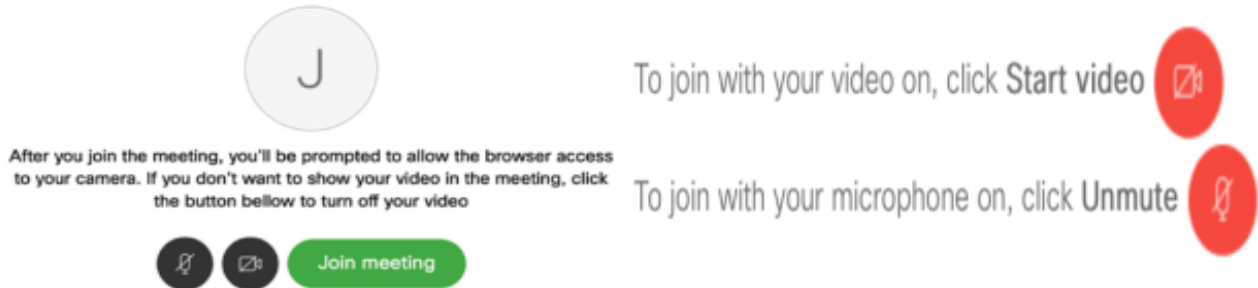 J
After you join the meeting, you'll be prompted to allow the browser access
to your camera. If you don't want to show your video in the meeting, click
the button bellow to turn off your video
Join meeting
To join with your video on, click Start video
To join with your microphone on, click Unmute